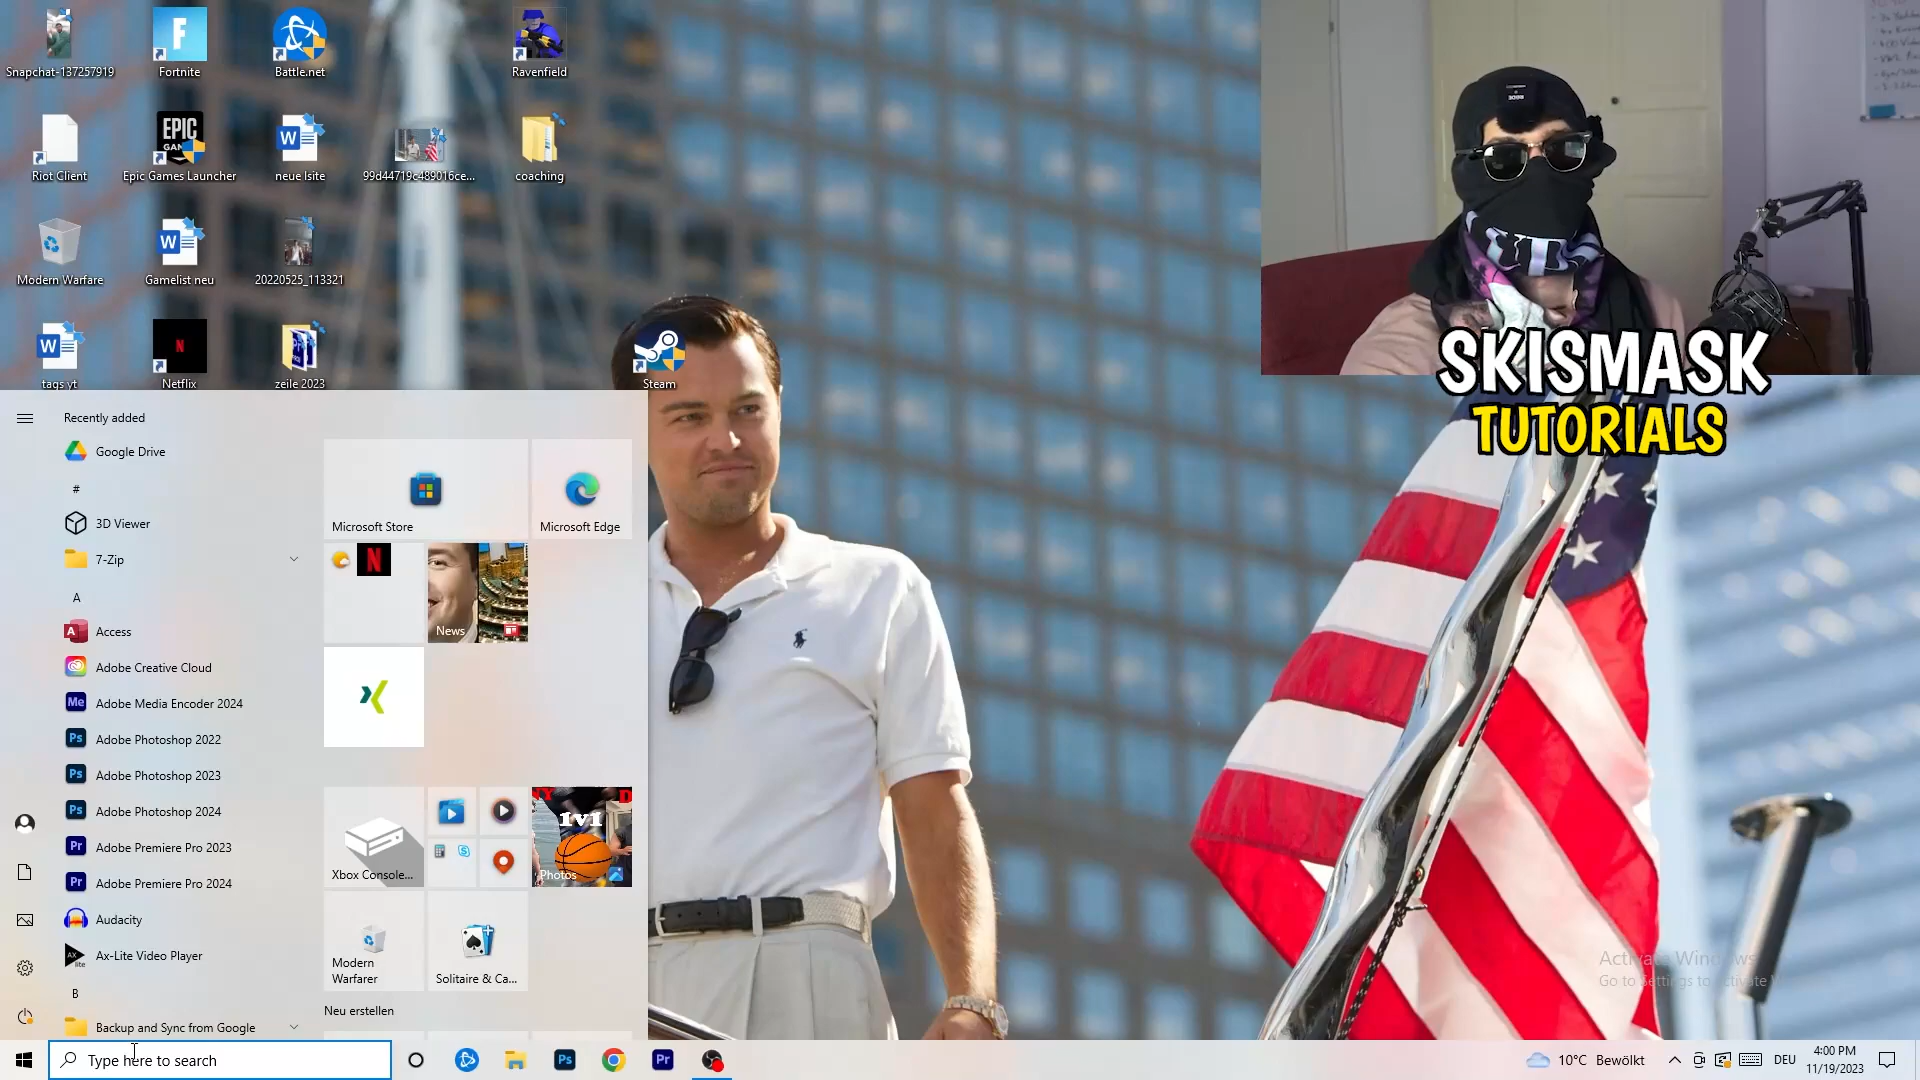 Snapchat-137257919
Fortnite
Battle.net
Ravenfield
Riot Client
Epic Games Launcher
neue lsite
99d44719c489016ce...
coaching
Modern Warfare
Gamelist neu
20220525_113321
tags yt
Netflix
zeile 2023
Steam
SKISMASK
TUTORIALS
Recently added
Google Drive
#
3D Viewer
7-Zip
A
Access
Adobe Creative Cloud
Adobe Media Encoder 2024
Adobe Photoshop 2022
Adobe Photoshop 2023
Adobe Photoshop 2024
Adobe Premiere Pro 2023
Adobe Premiere Pro 2024
Audacity
Ax-Lite Video Player
B
Backup and Sync from Google
Microsoft Store
Microsoft Edge
News
Xbox Console...
1v1
Photos
Modern
Warfarer
Solitaire & Ca...
Neu erstellen
Type here to search
10°C Bewölkt
DEU
4:00 PM
11/19/2023